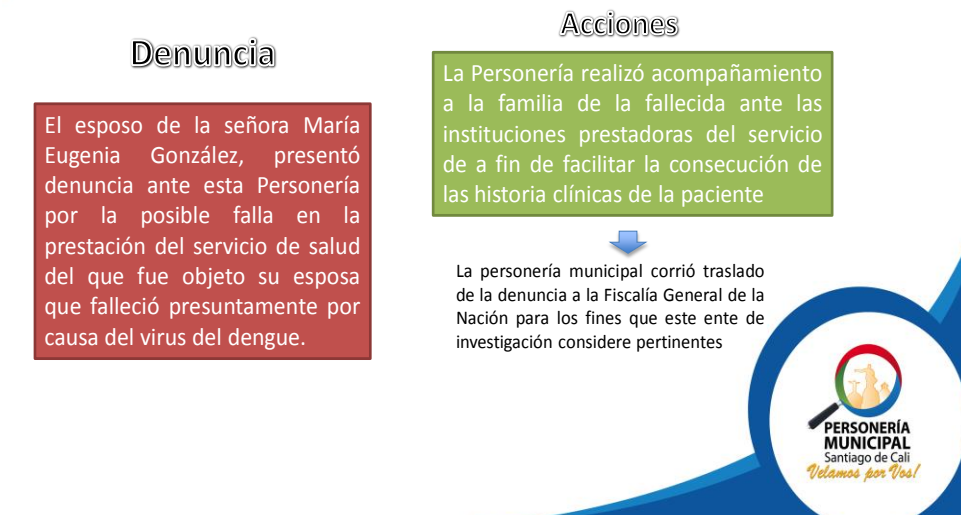 Denuncia
El esposo de la señora María
Eugenia González, presentó
denuncia ante esta Personería
por la posible falla en la
prestación del servicio de salud
del que fue objeto su esposa
que falleció presuntamente por
causa del virus del dengue.
Acciones
La Personería realizó acompañamiento
a la familia de la fallecida ante las
instituciones prestadoras del servicio
de a fin de facilitar la consecución de
las historia clínicas de la paciente
La personería municipal corrió traslado
de la denuncia a la Fiscalía General de la
Nación para los fines que este ente de
investigación considere pertinentes
PERSONERÍA
MUNICIPAL
Santiago de Cali
Velamos por Vos!